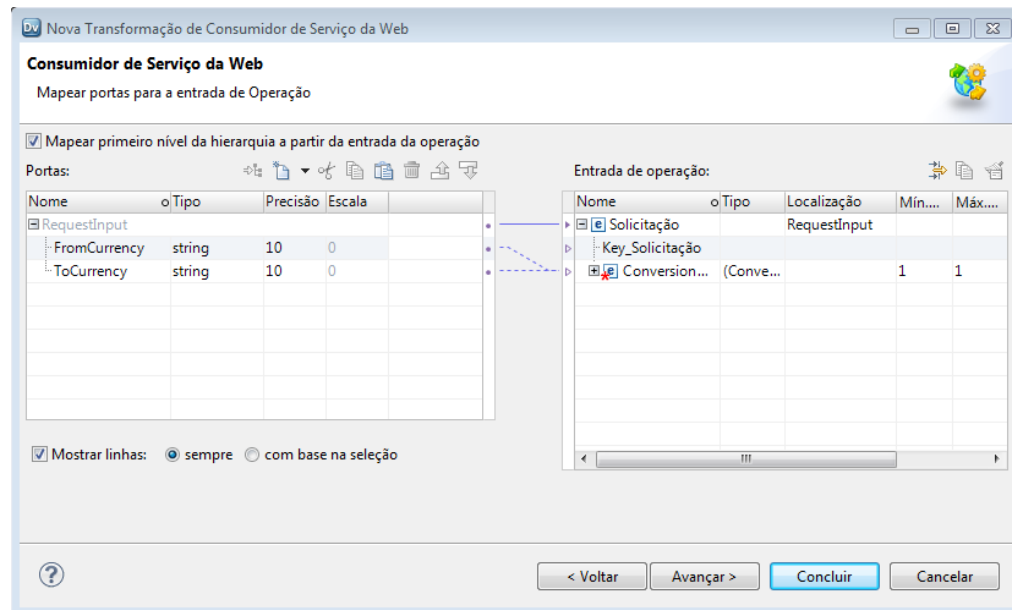 Dv Nova Transformação de Consumidor de Serviço da Web
Consumidor de Serviço da Web
Mapear portas para a entrada de Operação
Mapear primeiro nível da hierarquia a partir da entrada da operação
Portas:
Nome o Tipo Precisão Escala
RequestInput
FromCurrency string 10 0
ToCurrency string 10 0
Entrada de operação:
Nome o Tipo Localização Mín.... Máx....
e Solicitação RequestInput
Key_Solicitação
e Conversion... (Conve... 1 1
Mostrar linhas: sempre com base na seleção
? < Voltar Avançar > Concluir Cancelar